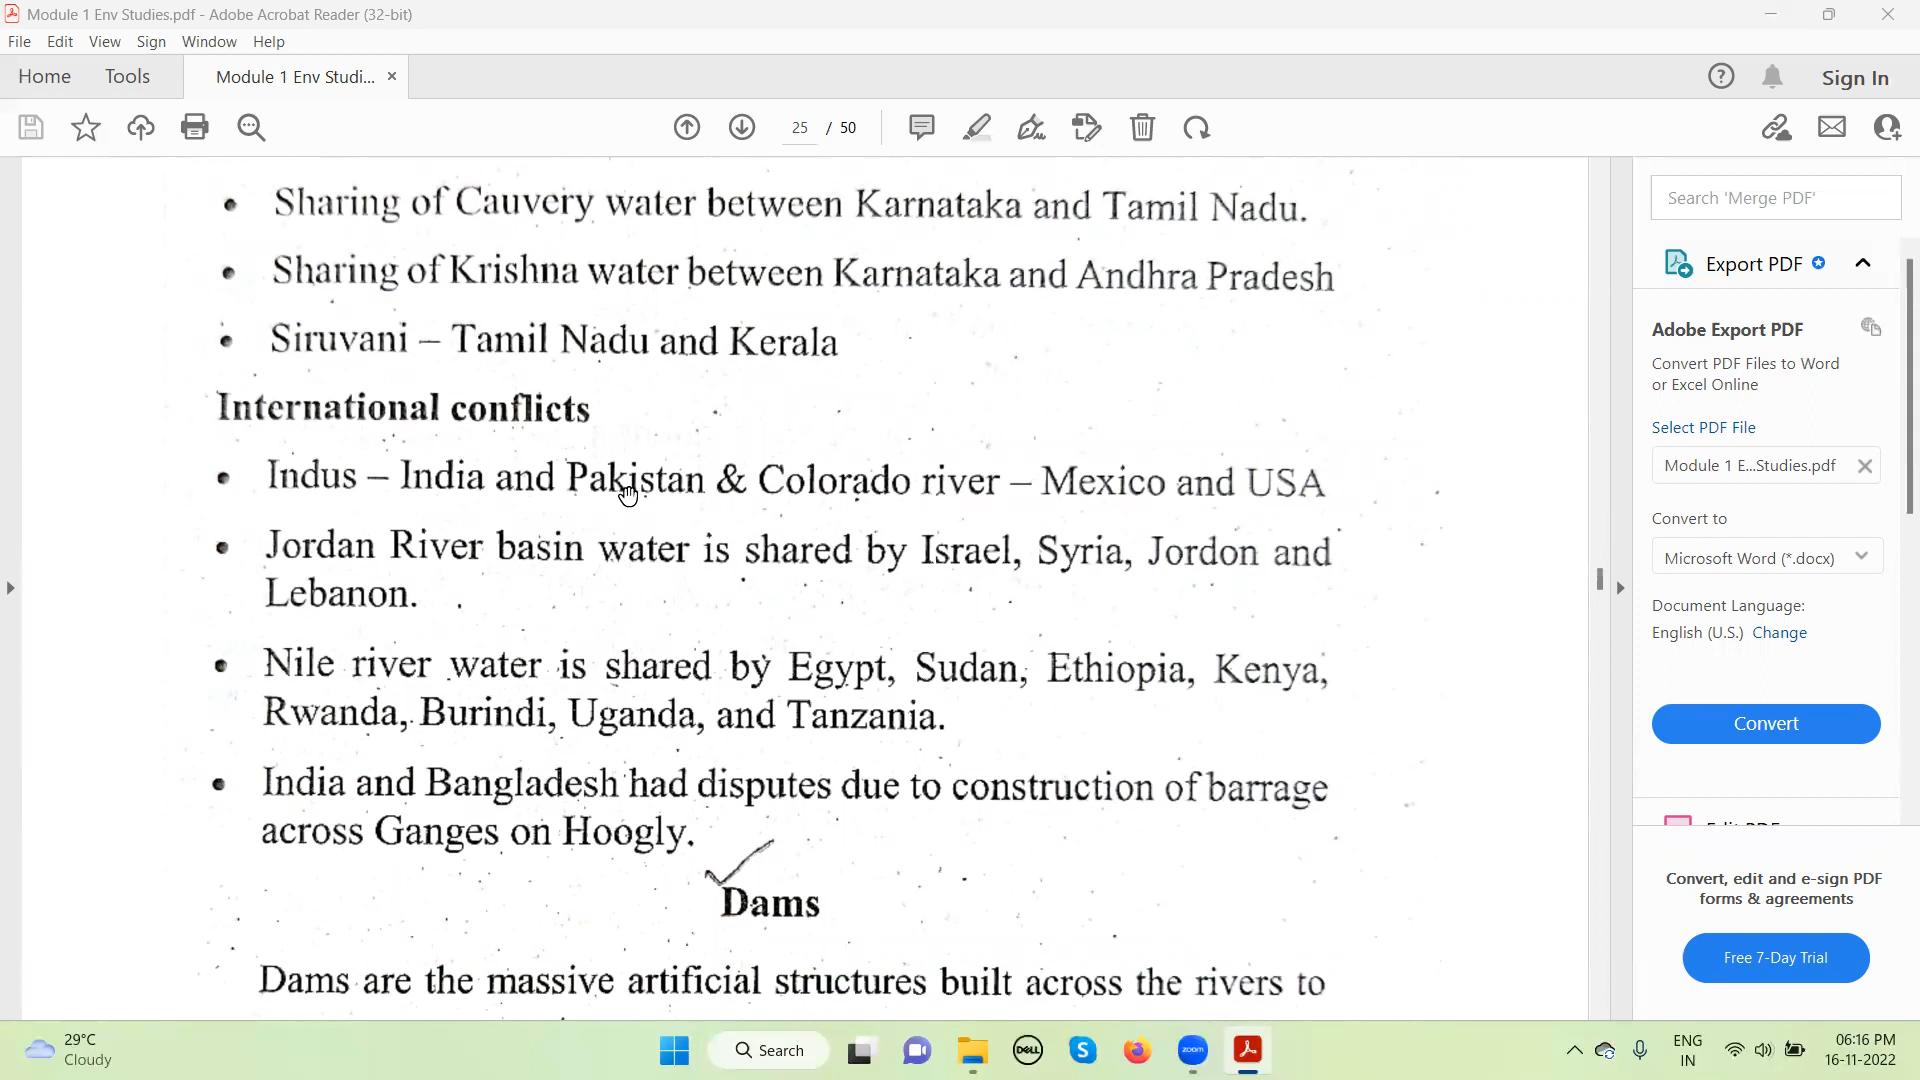 Module 1 Env Studies.pdf - Adobe Acrobat Reader (32-bit)
File Edit View Sign Window Help
Home Tools Module 1 Env Studi... Sign In
25 / 50
• Sharing of Cauvery water between Karnataka and Tamil Nadu.
• Sharing of Krishna water between Karnataka and Andhra Pradesh
• Siruvani – Tamil Nadu and Kerala
International conflicts
• Indus – India and Pakistan & Colorado river – Mexico and USA
• Jordan River basin water is shared by Israel, Syria, Jordon and
Lebanon.
• Nile river water is shared by Egypt, Sudan, Ethiopia, Kenya,
Rwanda, Burindi, Uganda, and Tanzania.
• India and Bangladesh had disputes due to construction of barrage
across Ganges on Hoogly.
Dams
Dams are the massive artificial structures built across the rivers to
Search 'Merge PDF'
Export PDF
Adobe Export PDF
Convert PDF Files to Word
or Excel Online
Select PDF File
Module 1 E...Studies.pdf
Convert to
Microsoft Word (*.docx)
Document Language:
English (U.S.) Change
Convert
Convert, edit and e-sign PDF
forms & agreements
Free 7-Day Trial
29°C
Cloudy
Search
DELL
zoom
ENG
IN
06:16 PM
16-11-2022